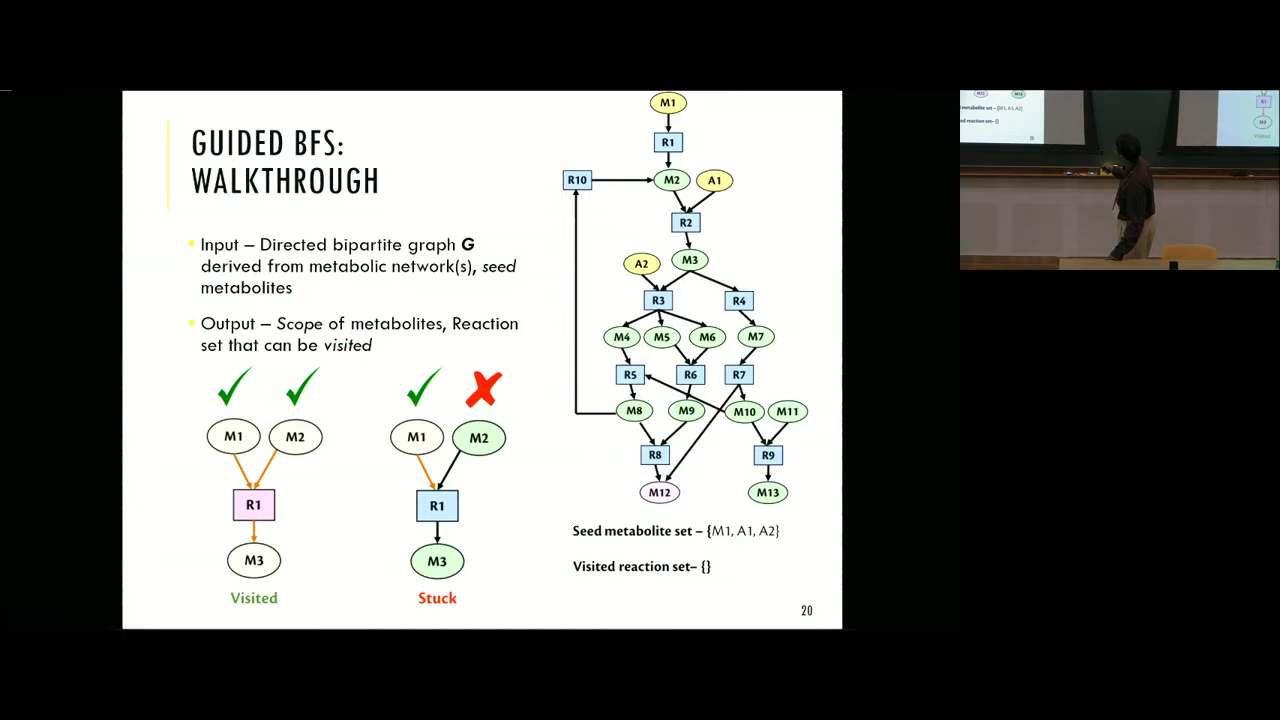 GUIDED BFS:
WALKTHROUGH
Input – Directed bipartite graph G
derived from metabolic network(s), seed
metabolites
Output – Scope of metabolites, Reaction
set that can be visited
M1 M2
R1
M3
Visited
M1 M2
R1
M3
Stuck
M1
R1
R10 M2 A1
R2
A2 M3
R3 R4
M4 M5 M6 M7
R5 R6 R7
M8 M9 M10 M11
R8 R9
M12 M13
Seed metabolite set – {M1, A1, A2}
Visited reaction set– {}
20
M3
Visited